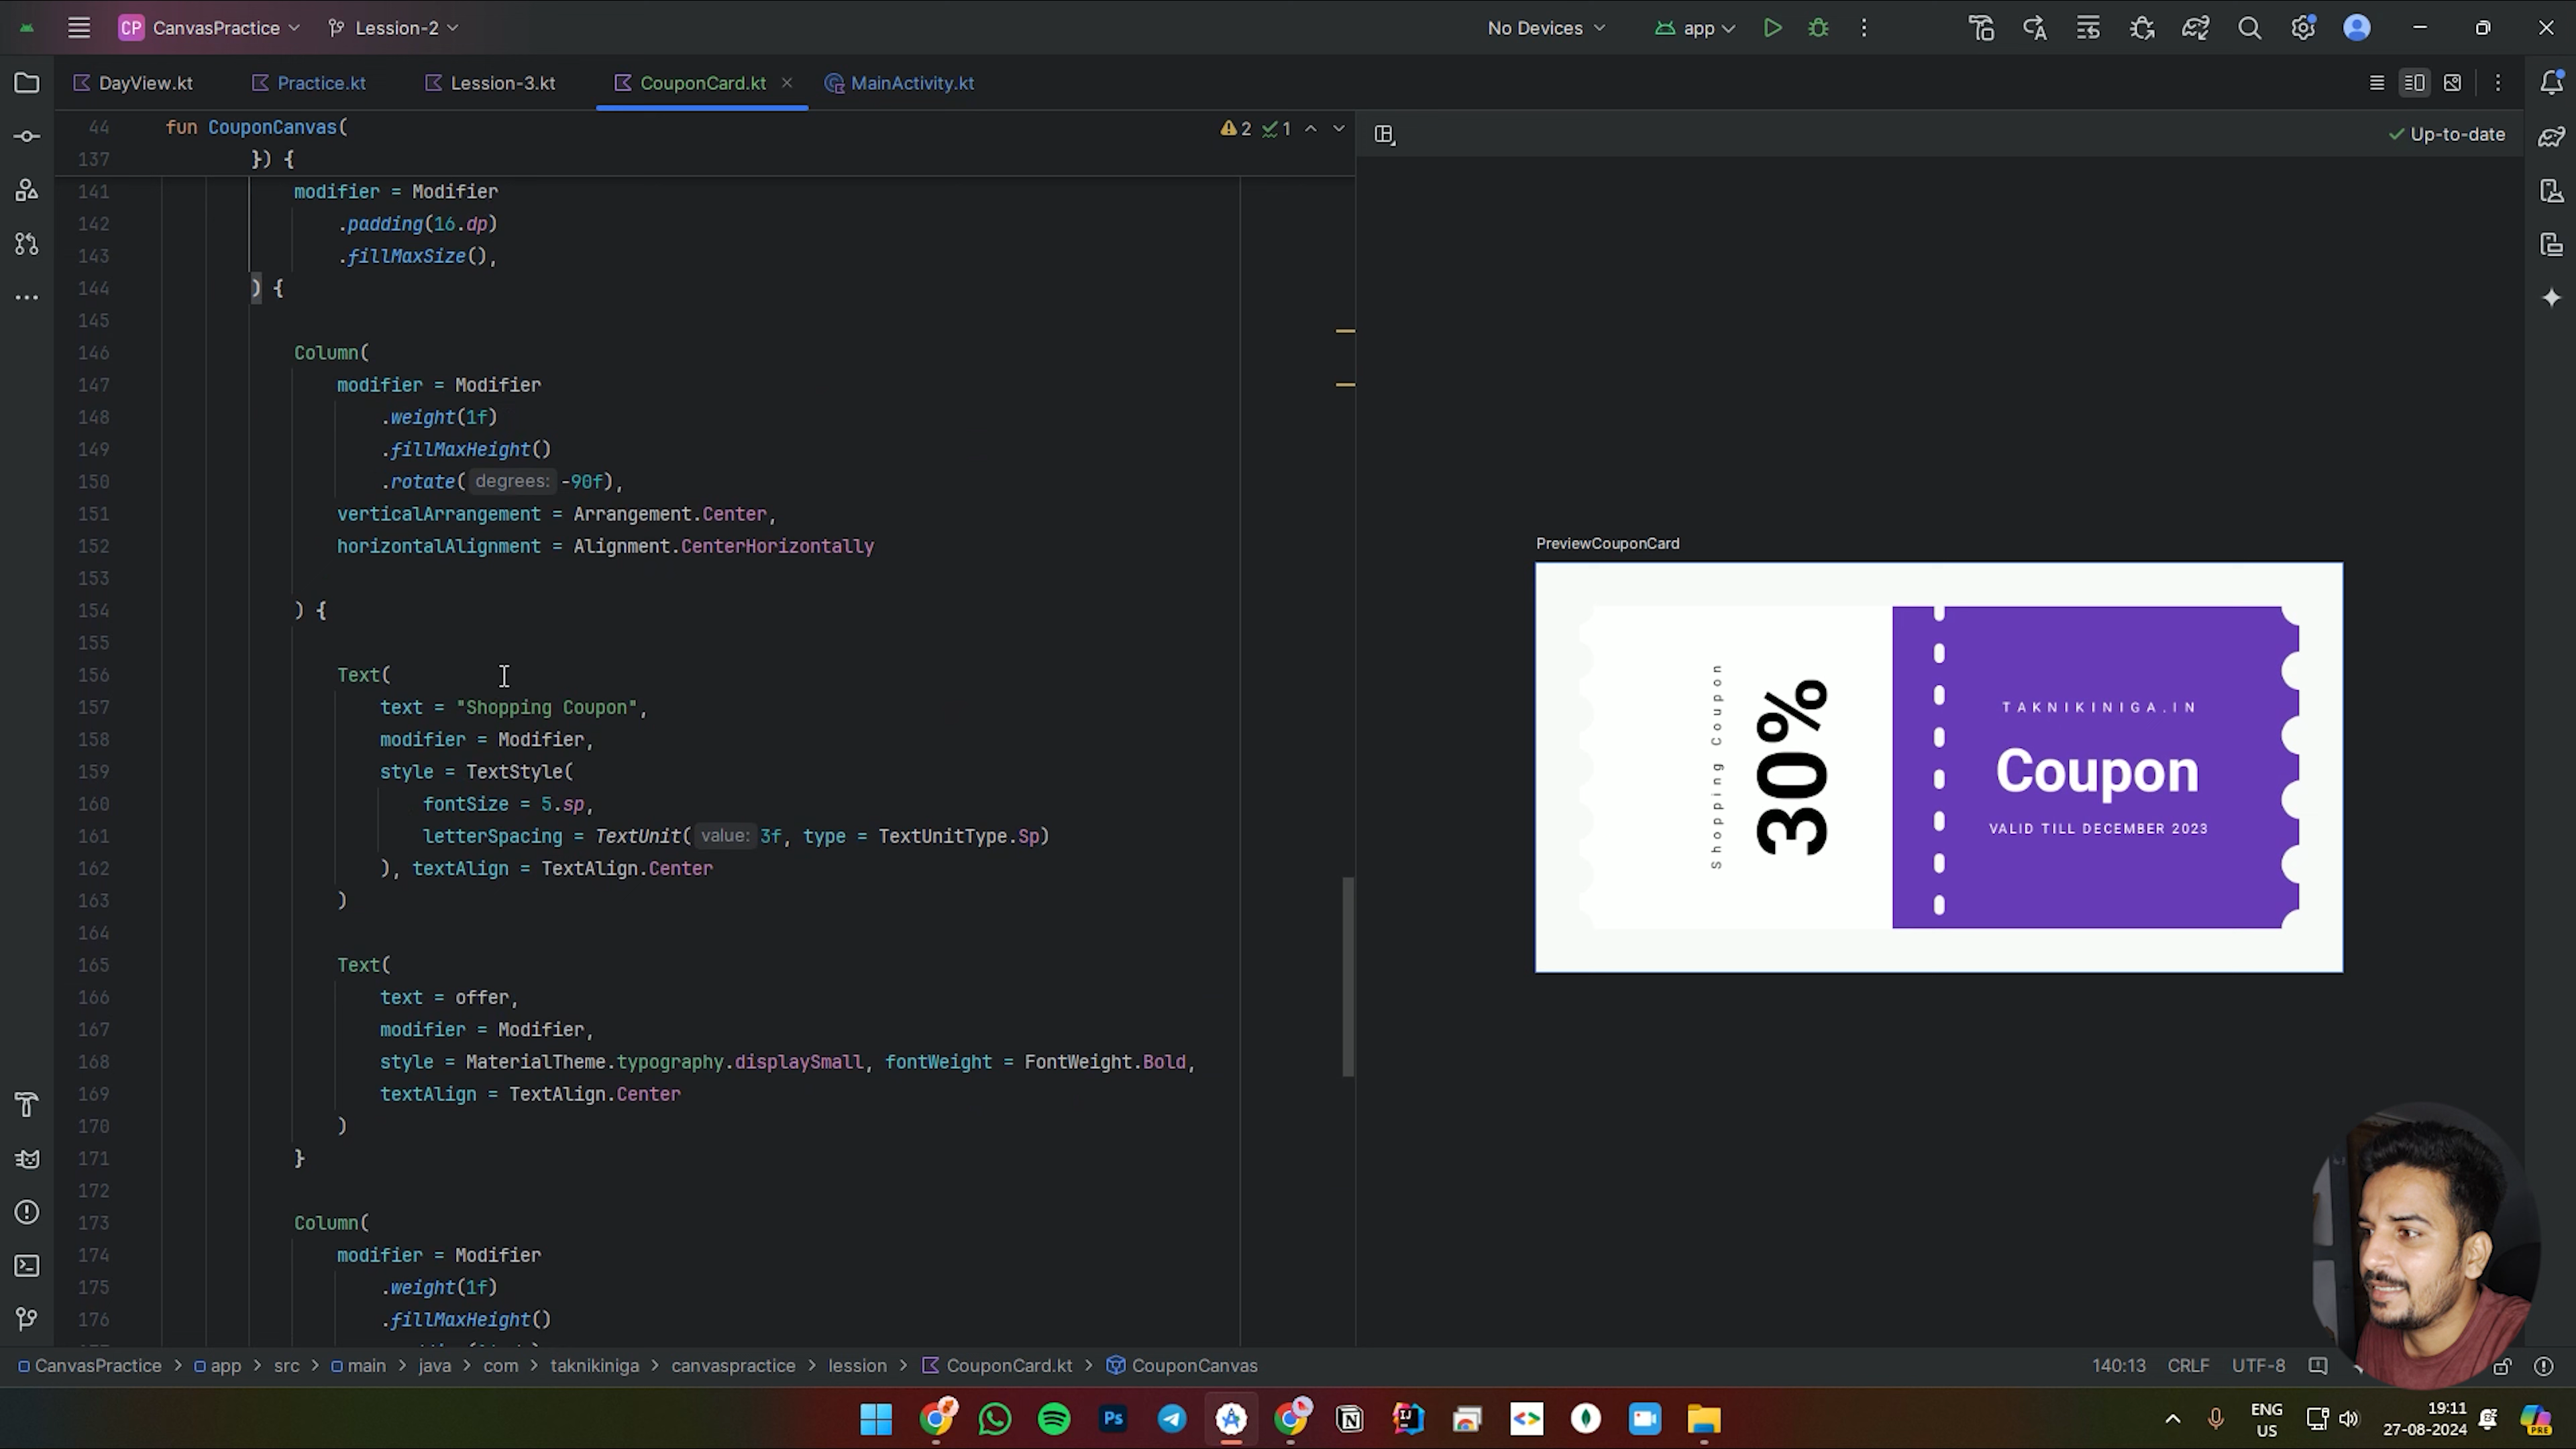 CP CanvasPractice Lession-2 No Devices app
DayView.kt Practice.kt Lession-3.kt CouponCard.kt MainActivity.kt
44 fun CouponCanvas( 2 1
137 }) {
Up-to-date
141 modifier = Modifier
142 .padding(16.dp)
143 .fillMaxSize(),
144 ) {
145
146 Column(
147 modifier = Modifier
148 .weight(1f)
149 .fillMaxHeight()
150 .rotate( degrees: -90f),
151 verticalArrangement = Arrangement.Center,
152 horizontalAlignment = Alignment.CenterHorizontally
153
154 ) {
155
156 Text(
157 text = "Shopping Coupon",
158 modifier = Modifier,
159 style = TextStyle(
160 fontSize = 5.sp,
161 letterSpacing = TextUnit( value: 3f, type = TextUnitType.Sp)
162 ), textAlign = TextAlign.Center
163 )
164
165 Text(
166 text = offer,
167 modifier = Modifier,
168 style = MaterialTheme.typography.displaySmall, fontWeight = FontWeight.Bold,
169 textAlign = TextAlign.Center
170 )
171 }
172
173 Column(
174 modifier = Modifier
175 .weight(1f)
176 .fillMaxHeight()
PreviewCouponCard
Shopping Coupon
30%
TAKNIKINIGA.IN
Coupon
VALID TILL DECEMBER 2023
CanvasPractice > app > src > main > java > com > taknikiniga > canvaspractice > lession > CouponCard.kt > CouponCanvas 140:13 CRLF UTF-8
Ps
N
IJ
PRE
ENG
US
19:11
27-08-2024